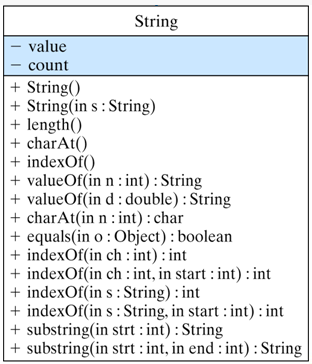 String
− value
− count
+ String()
+ String(in s : String)
+ length()
+ charAt()
+ indexOf()
+ valueOf(in n : int) : String
+ valueOf(in d : double) : String
+ charAt(in n : int) : char
+ equals(in o : Object) : boolean
+ indexOf(in ch : int) : int
+ indexOf(in ch : int, in start : int) : int
+ indexOf(in s : String) : int
+ indexOf(in s : String, in start : int) : int
+ substring(in strt : int) : String
+ substring(in strt : int, in end : int) : String